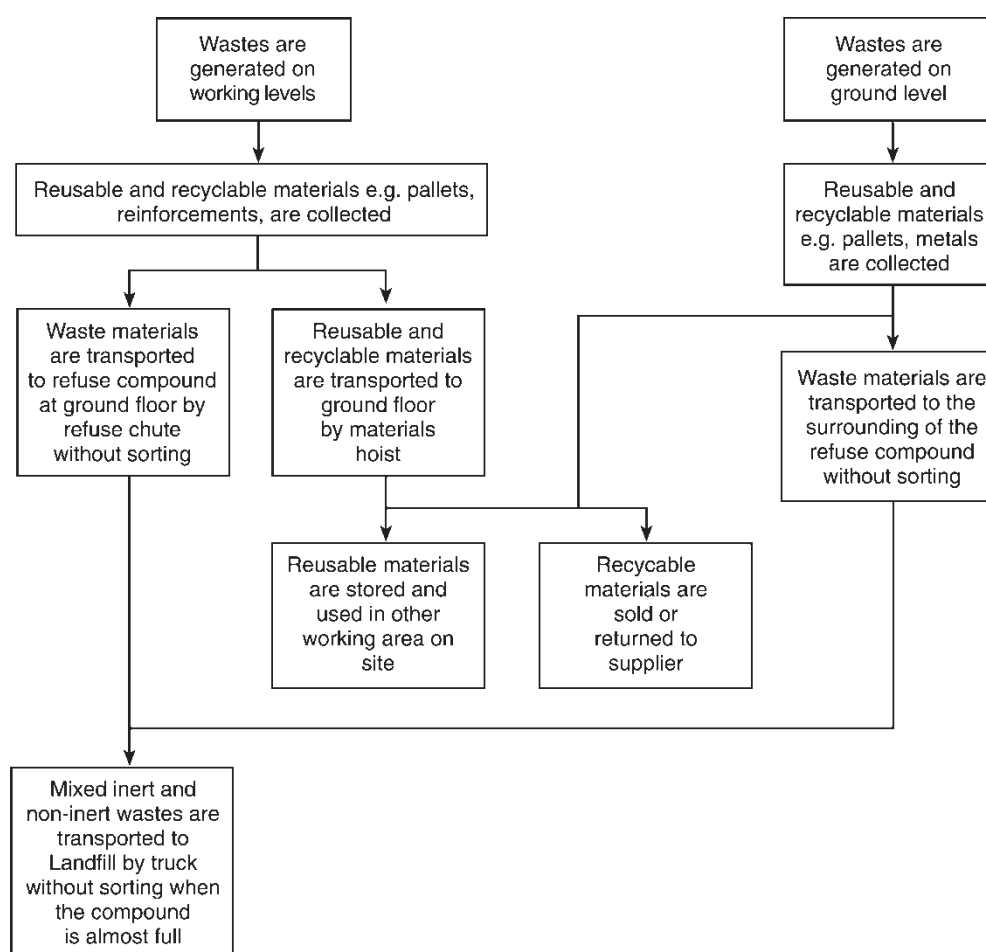 Wastes are
generated on
working levels
Wastes are
generated on
ground level
Reusable and recyclable materials e.g. pallets,
reinforcements, are collected
Reusable and
recyclable materials
e.g. pallets, metals
are collected
Waste materials
are transported
to refuse compound
at ground floor by
refuse chute
without sorting
Reusable and
recyclable materials
are transported to
ground floor
by materials
hoist
Waste materials are
transported to the
surrounding of the
refuse compound
without sorting
Reusable materials
are stored and
used in other
working area on
site
Recycable
materials are
sold or
returned to
supplier
Mixed inert and
non-inert wastes are
transported to
Landfill by truck
without sorting when
the compound
is almost full